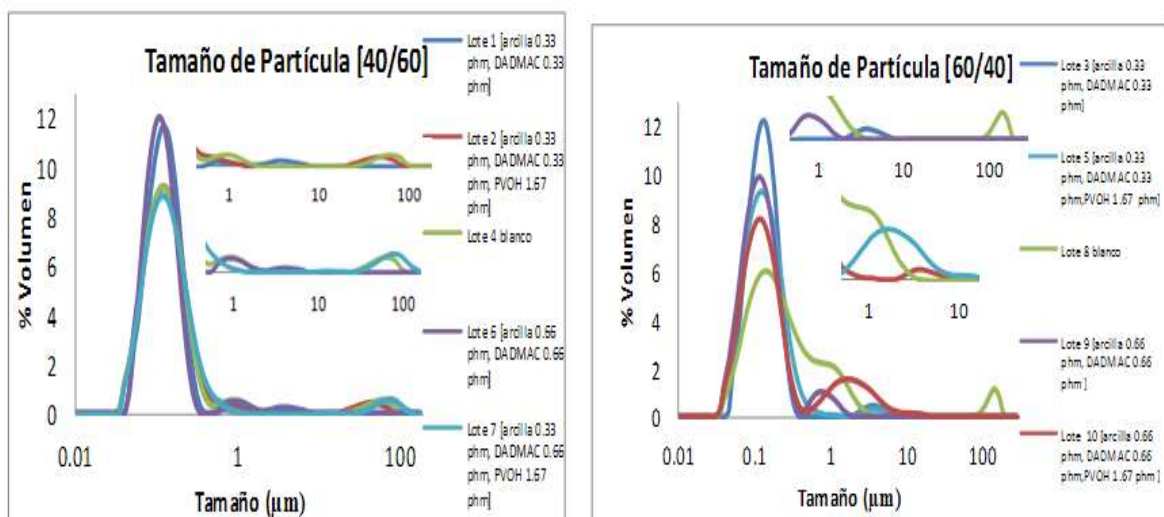 Tamaño de Partícula [40/60]
% Volumen
12
10
8
6
4
2
0
0.01
1
100
Tamaño (µm)
1
10
100
1
10
100
Lote 1 [arcilla 0.33
phm, DADMAC 0.33
phm]
Lote 2 [arcilla 0.33
phm, DADMAC 0.33
phm, PVOH 1.67
phm]
Lote 4 blanco
Lote 6 [arcilla 0.66
phm, DADMAC 0.66
phm]
Lote 7 [arcilla 0.33
phm, DADMAC 0.66
phm, PVOH 1.67
phm]
Tamaño de Partícula [60/40]
% Volumen
12
10
8
6
4
2
0
0.01
0.1
1
10
100
Tamaño (µm)
1
10
100
1
10
Lote 3 [arcilla 0.33
phm, DADMAC 0.33
phm]
Lote 5 [arcilla 0.33
phm, DADMAC 0.33
phm,PVOH 1.67 phm]
Lote 8 blanco
Lote 9 [arcilla 0.66
phm, DADMAC 0.66
phm ]
Lote 10 [arcilla 0.66
phm, DADMAC 0.66
phm,PVOH 1.67 phm ]